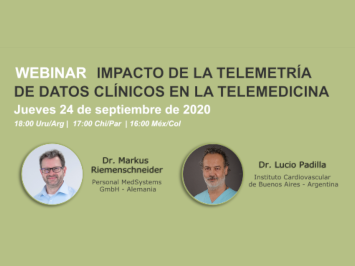 WEBINAR IMPACTO DE LA TELEMETRÍA
DE DATOS CLÍNICOS EN LA TELEMEDICINA
Jueves 24 de septiembre de 2020
18:00 Uru/Arg | 17:00 Chi/Par | 16:00 Méx/Col
Dr. Markus
Riemenschneider
Personal MedSystems
GmbH - Alemania
Dr. Lucio Padilla
Instituto Cardiovascular
de Buenos Aires - Argentina